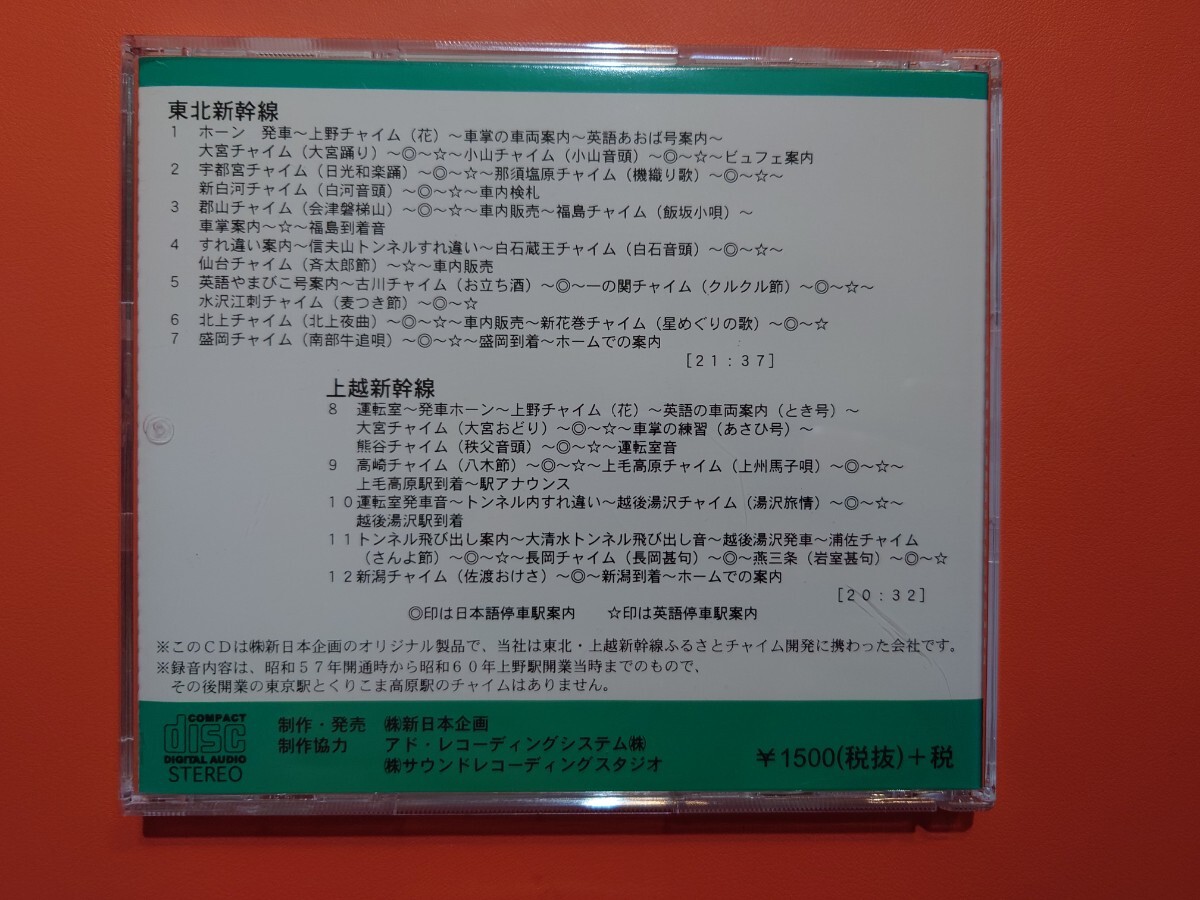 東北新幹線
1 ホーン 発車～上野チャイム（花）～車掌の車両案内～英語あおば号案内～
大宮チャイム（大宮踊り）～◎～☆～小山チャイム（小山音頭）～◎～☆～ビュフェ案内
2 宇都宮チャイム（日光和楽踊）～◎～☆～那須塩原チャイム（機織り歌）～◎～☆～
新白河チャイム（白河音頭）～◎～☆～車内検札
3 郡山チャイム（会津磐梯山）～◎～☆～車内販売～福島チャイム（飯坂小唄）～
車掌案内～☆～福島到着音
4 すれ違い案内～信夫山トンネルすれ違い～白石蔵王チャイム（白石音頭）～◎～☆～
仙台チャイム（斉太郎節）～☆～車内販売
5 英語やまびこ号案内～古川チャイム（お立ち酒）～◎～一の関チャイム（クルクル節）～◎～☆～
水沢江刺チャイム（麦つき節）～◎～☆
6 北上チャイム（北上夜曲）～◎～☆～車内販売～新花巻チャイム（星めぐりの歌）～◎～☆
7 盛岡チャイム（南部牛追唄）～◎～☆～盛岡到着～ホームでの案内
［21：37］
上越新幹線
8 運転室～発車ホーン～上野チャイム（花）～英語の車両案内（とき号）～
大宮チャイム（大宮おどり）～◎～☆～車掌の練習（あさひ号）～
熊谷チャイム（秩父音頭）～◎～☆～運転室音
9 高崎チャイム（八木節）～◎～☆～上毛高原チャイム（上州馬子唄）～◎～☆～
上毛高原駅到着～駅アナウンス
10 運転室発車音～トンネル内すれ違い～越後湯沢チャイム（湯沢旅情）～◎～☆～
越後湯沢駅到着
11 トンネル飛び出し案内～大清水トンネル飛び出し音～越後湯沢発車～浦佐チャイム
（さんよ節）～◎～☆～長岡チャイム（長岡甚句）～◎～燕三条（岩室甚句）～◎～☆
12 新潟チャイム（佐渡おけさ）～◎～新潟到着～ホームでの案内
［20：32］
◎印は日本語停車駅案内 ☆印は英語停車駅案内
※このＣＤは㈱新日本企画のオリジナル製品で、当社は東北・上越新幹線ふるさとチャイム開発に携わった会社です。
※録音内容は、昭和５７年開通時から昭和６０年上野駅開業当時までのもので、
その後開業の東京駅とくりこま高原駅のチャイムはありません。
COMPACT
disc
DIGITAL AUDIO
STEREO
制作・発売 ㈱新日本企画
制作協力 アド・レコーディングシステム㈱
㈱サウンドレコーディングスタジオ
￥1500(税抜)＋税